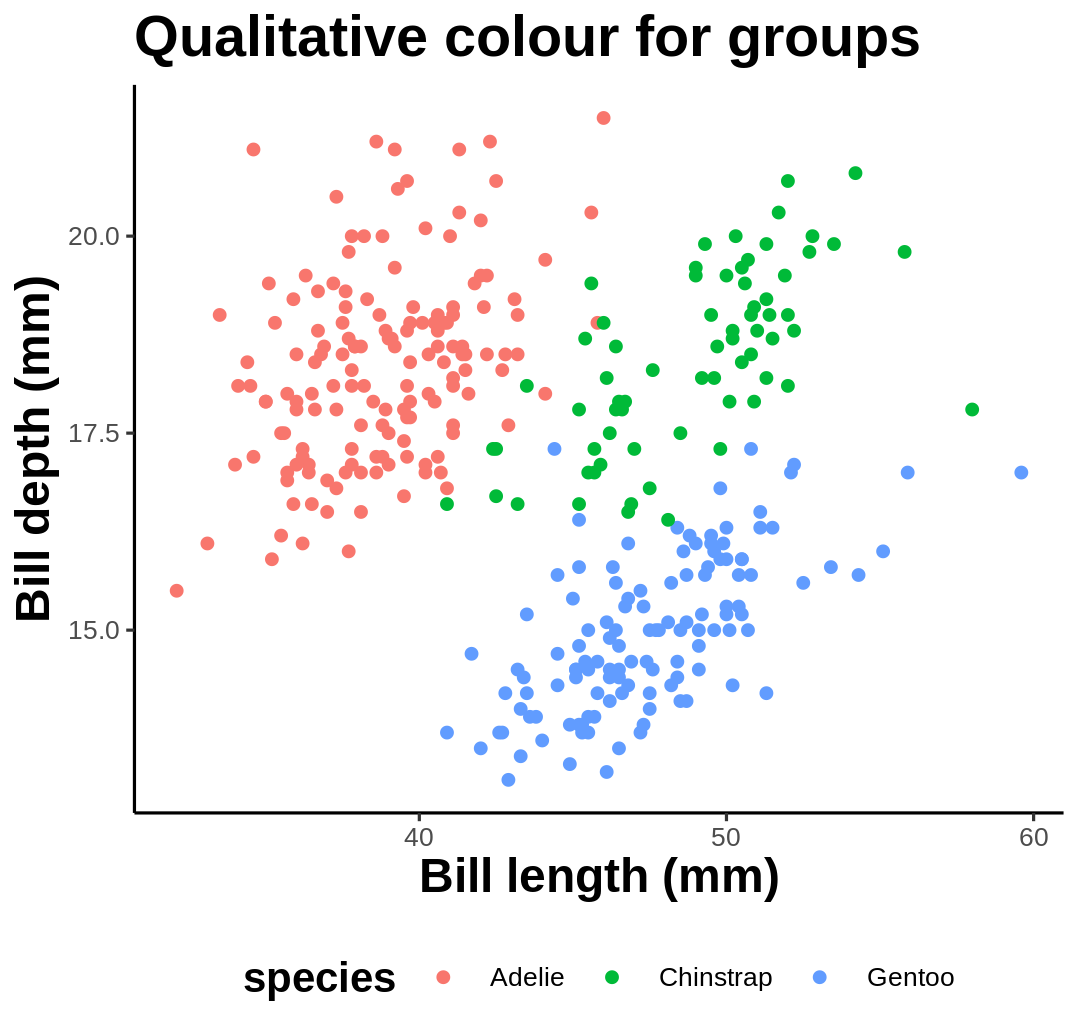 Qualitative colour for groups
Bill depth (mm)
20.0
17.5
15.0
40 50 60
Bill length (mm)
species Adelie Chinstrap Gentoo